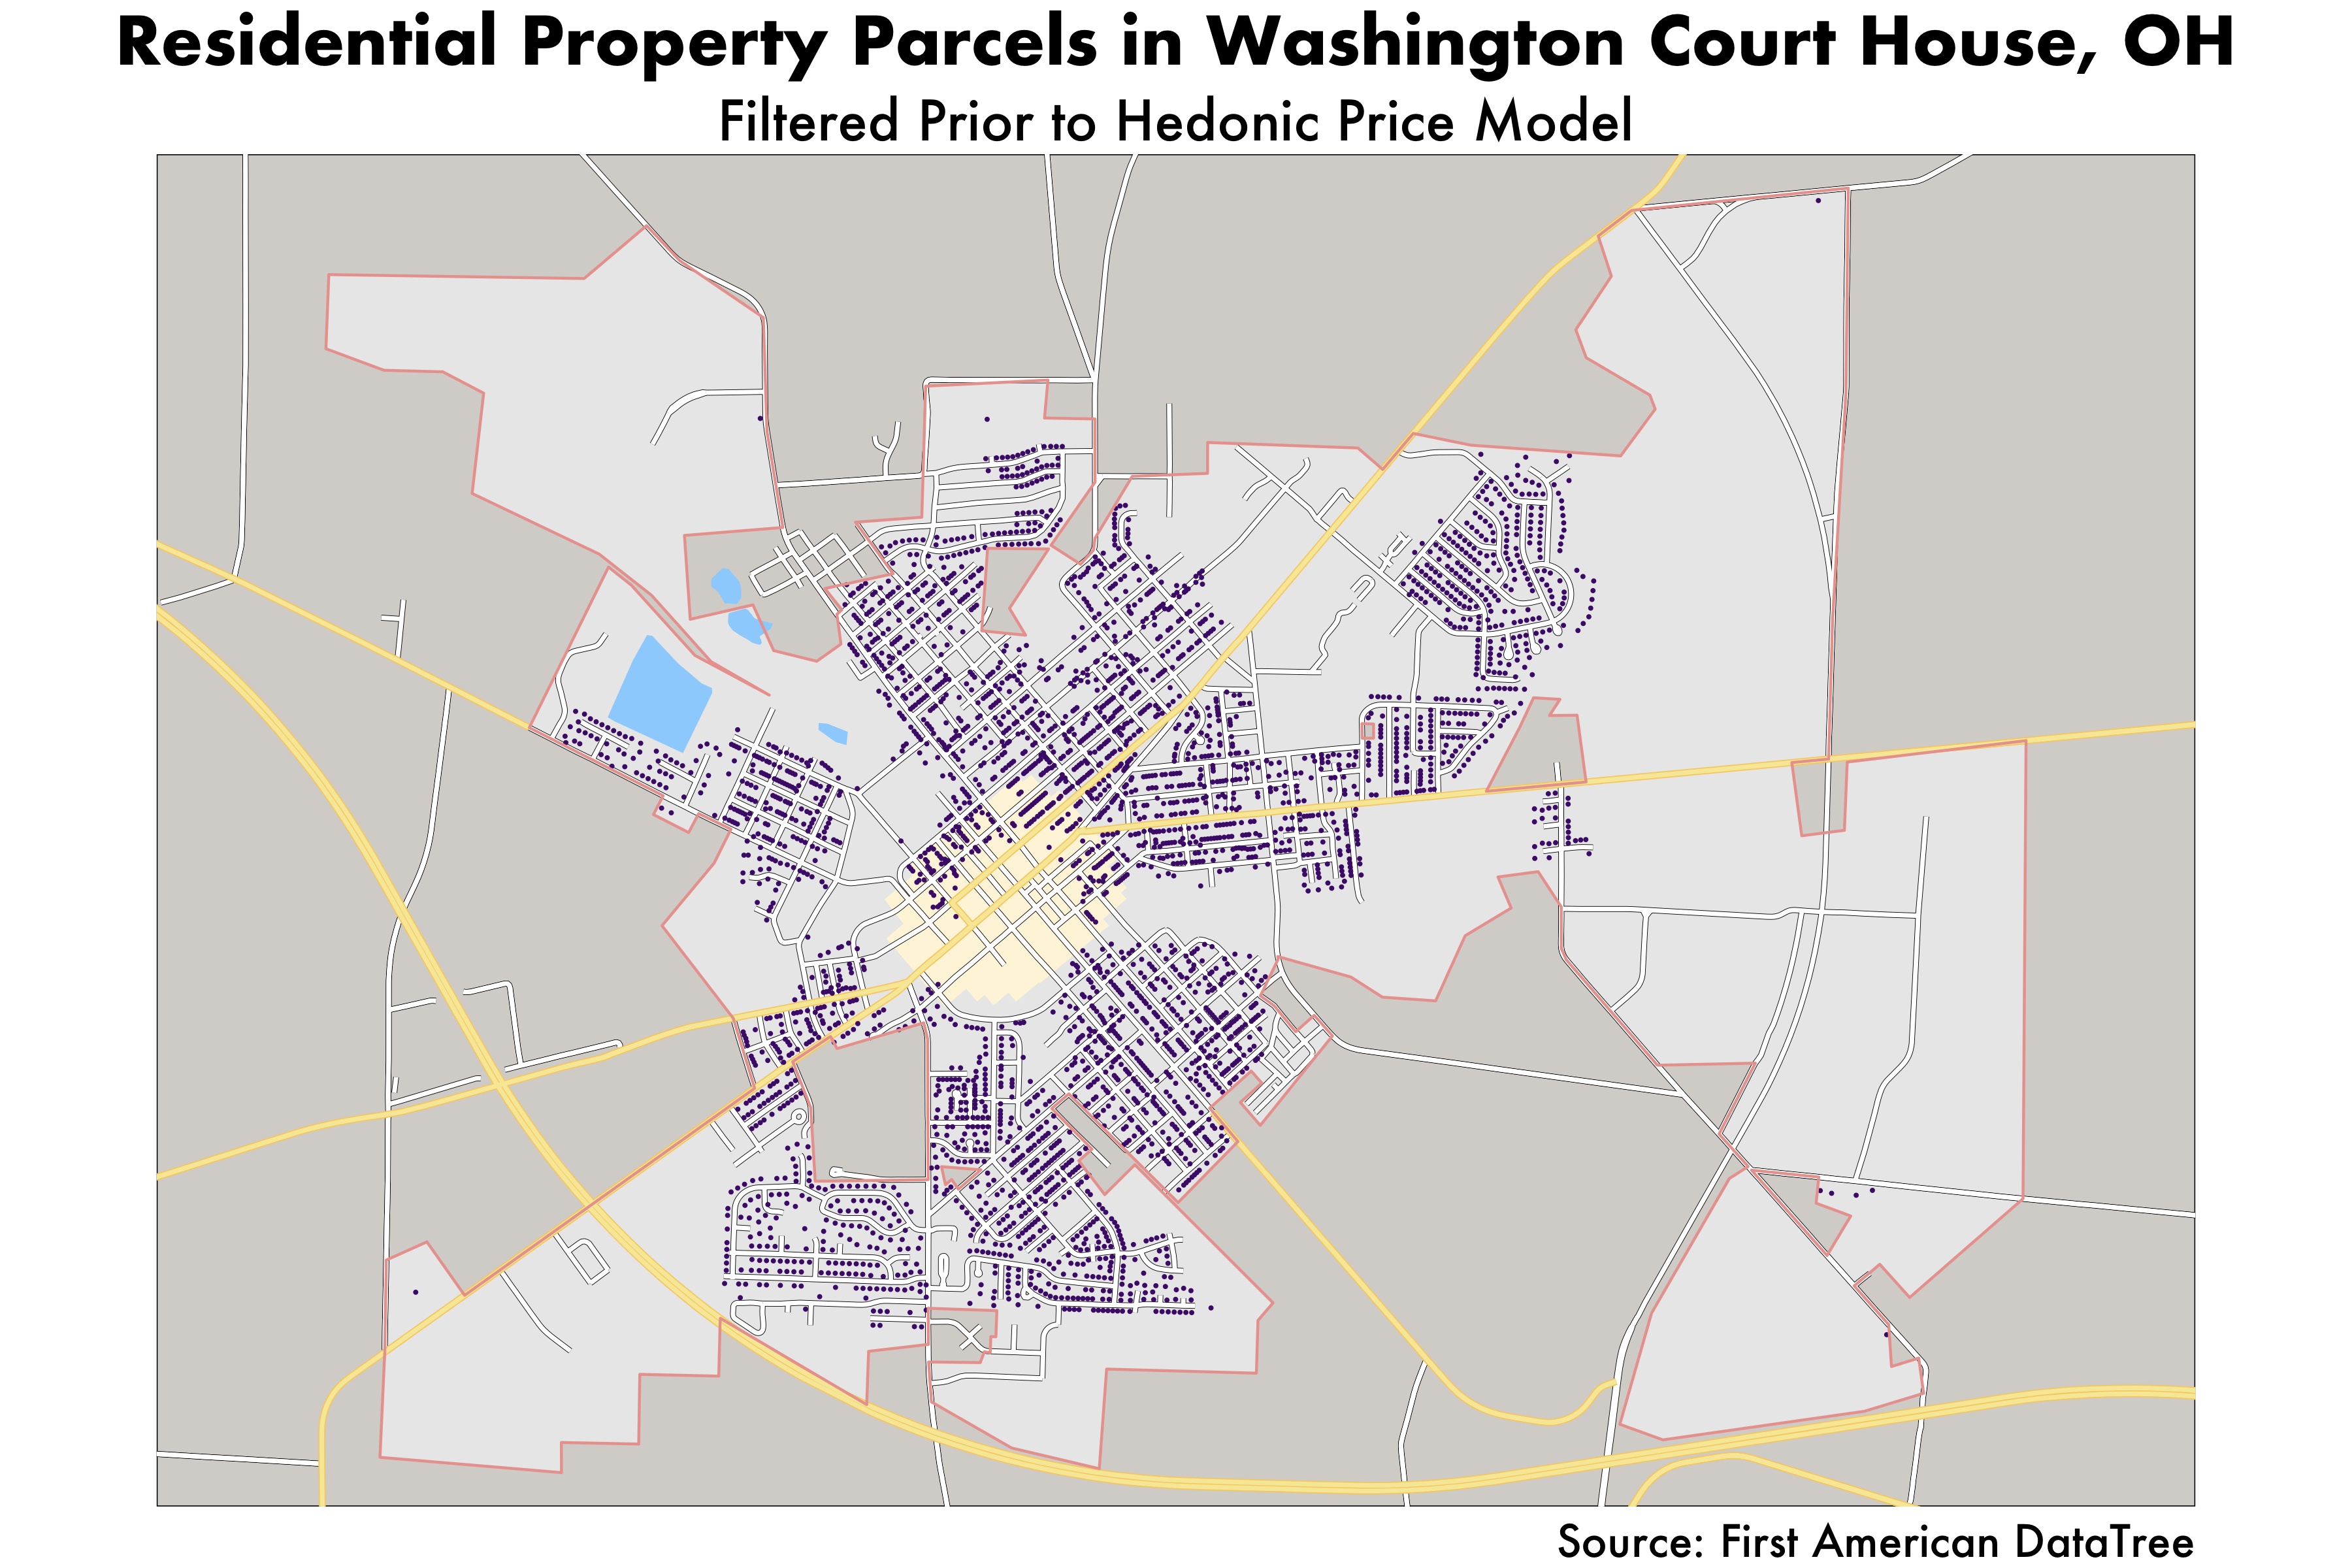 Residential Property Parcels in Washington Court House, OH
Filtered Prior to Hedonic Price Model
Source: First American DataTree